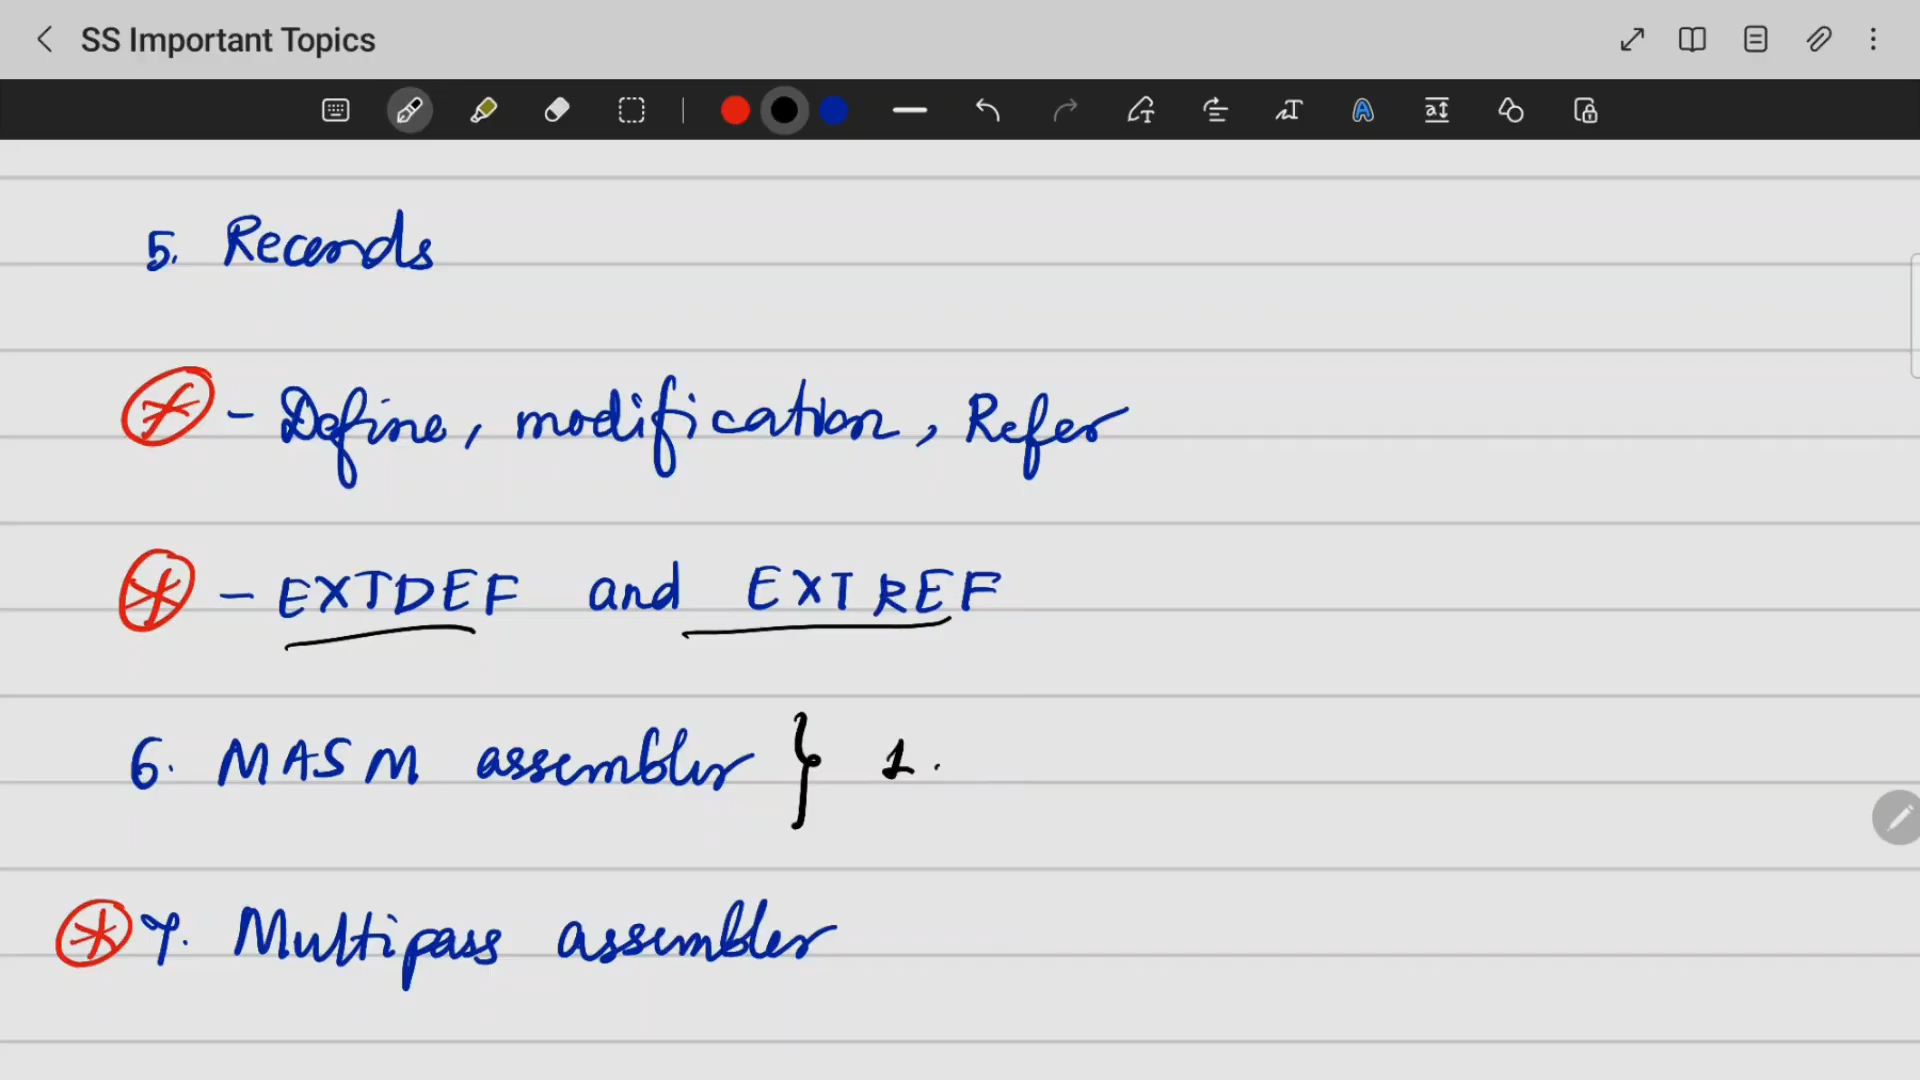 SS Important Topics
5. Records
- Define, modification, Refer
- EXTDEF and EXTREF
6. MASM assembler } 1.
7. Multipass assembler